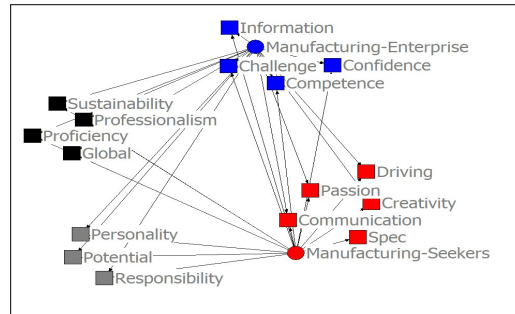 Information
Manufacturing-Enterprise
Challenge
Confidence
Competence
Sustainability
Professionalism
Proficiency
Global
Driving
Passion
Creativity
Communication
Personality
Spec
Potential
Manufacturing-Seekers
Responsibility